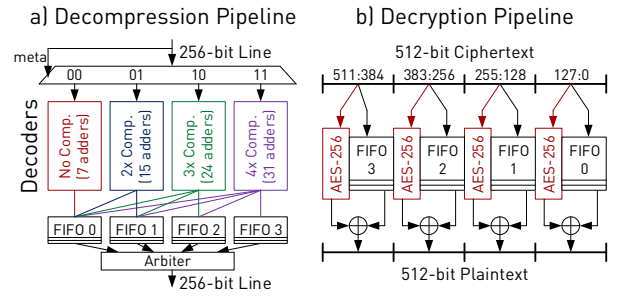 a) Decompression Pipeline
256-bit Line
meta
00 01 10 11
Decoders
No Comp.
(7 adders)
2x Comp.
(15 adders)
3x Comp.
(24 adders)
4x Comp.
(31 adders)
FIFO 0 FIFO 1 FIFO 2 FIFO 3
Arbiter
256-bit Line
b) Decryption Pipeline
512-bit Ciphertext
511:384 383:256 255:128 127:0
AES-256
FIFO
3
AES-256
FIFO
2
AES-256
FIFO
1
AES-256
FIFO
0
512-bit Plaintext